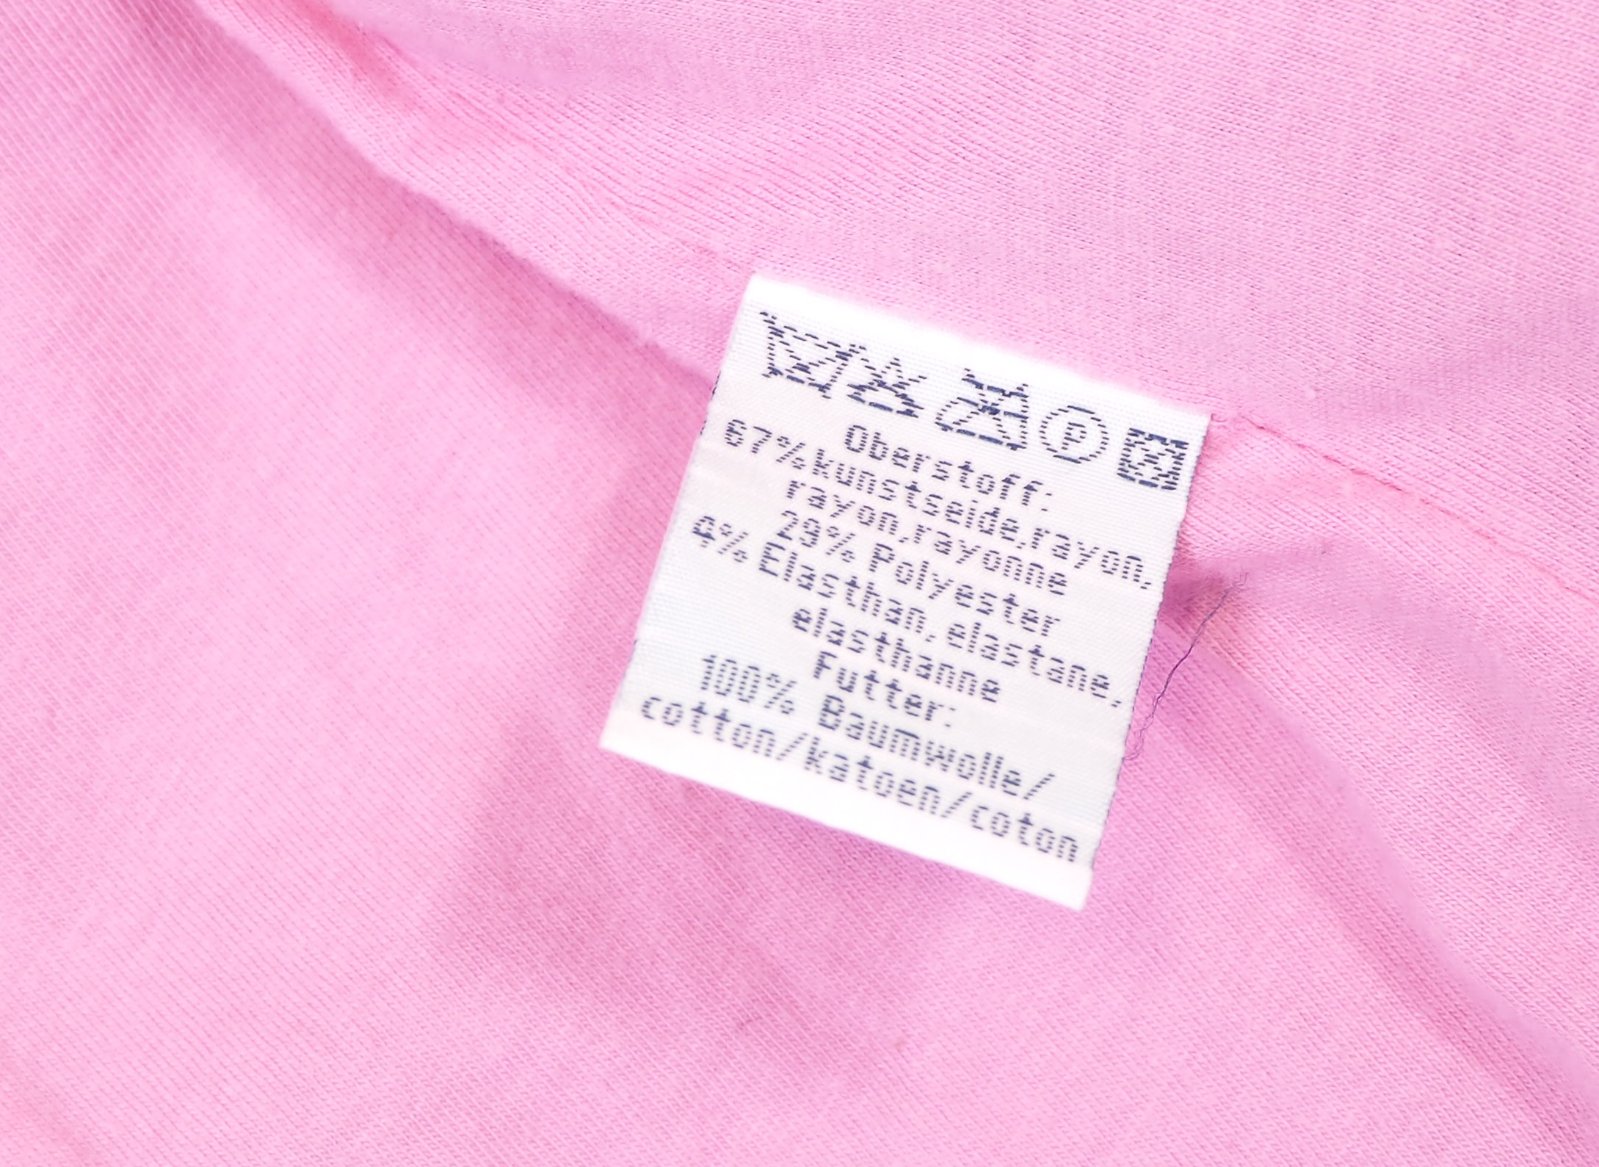 P
Oberstoff:
67%kunstseide,rayon,
rayon,rayonne
29% Polyester
4% Elasthan,elastane,
elasthanne
Futter:
100% Baumwolle/
cotton/katoen/coton